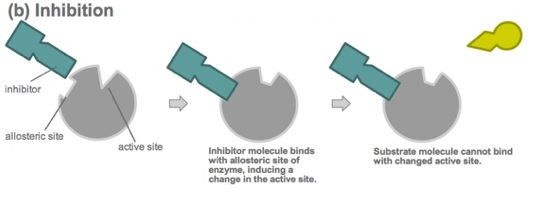 (b) Inhibition
inhibitor
allosteric site
active site
Inhibitor molecule binds
with allosteric site of
enzyme, inducing a
change in the active site.
Substrate molecule cannot bind
with changed active site.